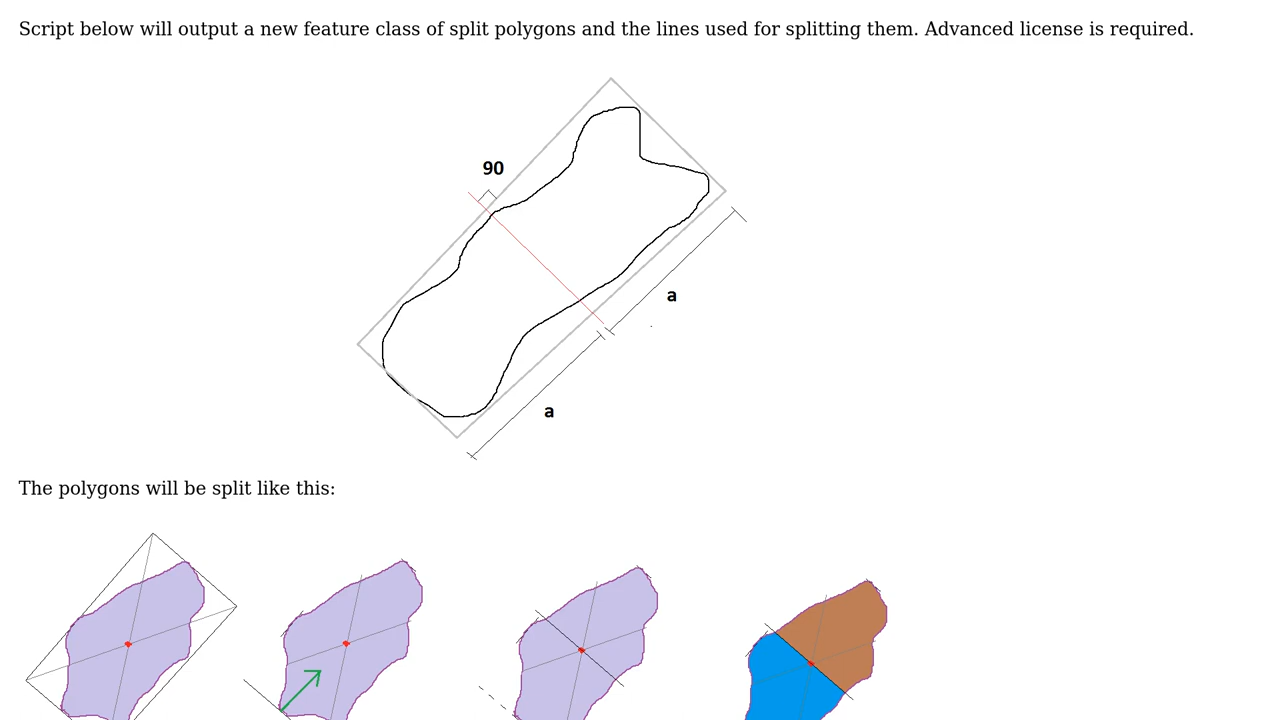 Script below will output a new feature class of split polygons and the lines used for splitting them. Advanced license is required.
90
a
a
The polygons will be split like this: